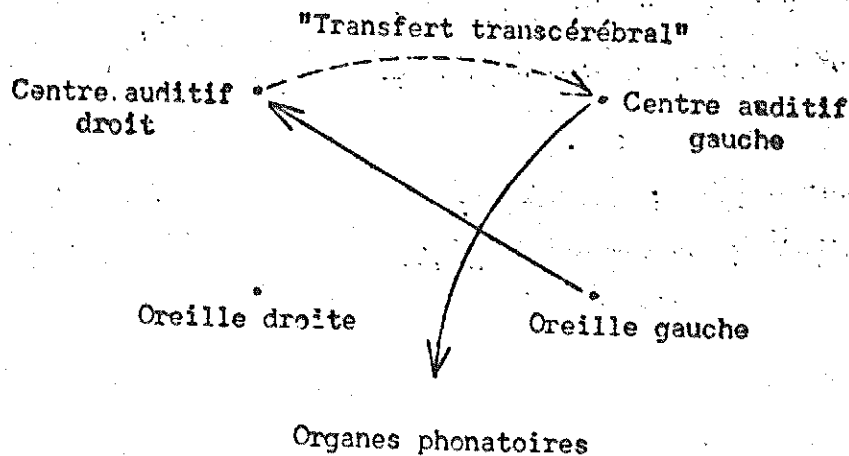 "Transfert transcérébral"
Centre auditif
droit
Centre auditif
gauche
Oreille droite
Oreille gauche
Organes phonatoires